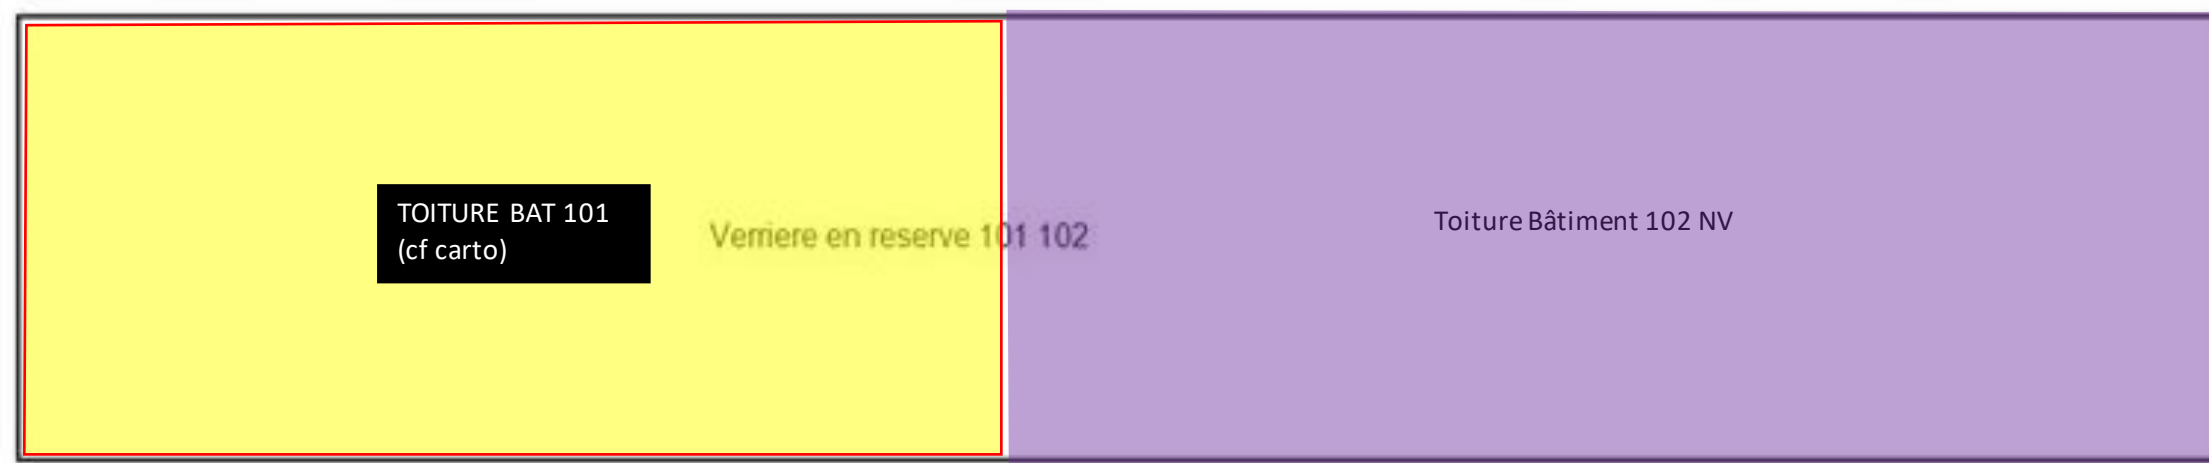 TOITURE BAT 101
(cf carto)
Verriere en reserve 101 102
Toiture Bâtiment 102 NV